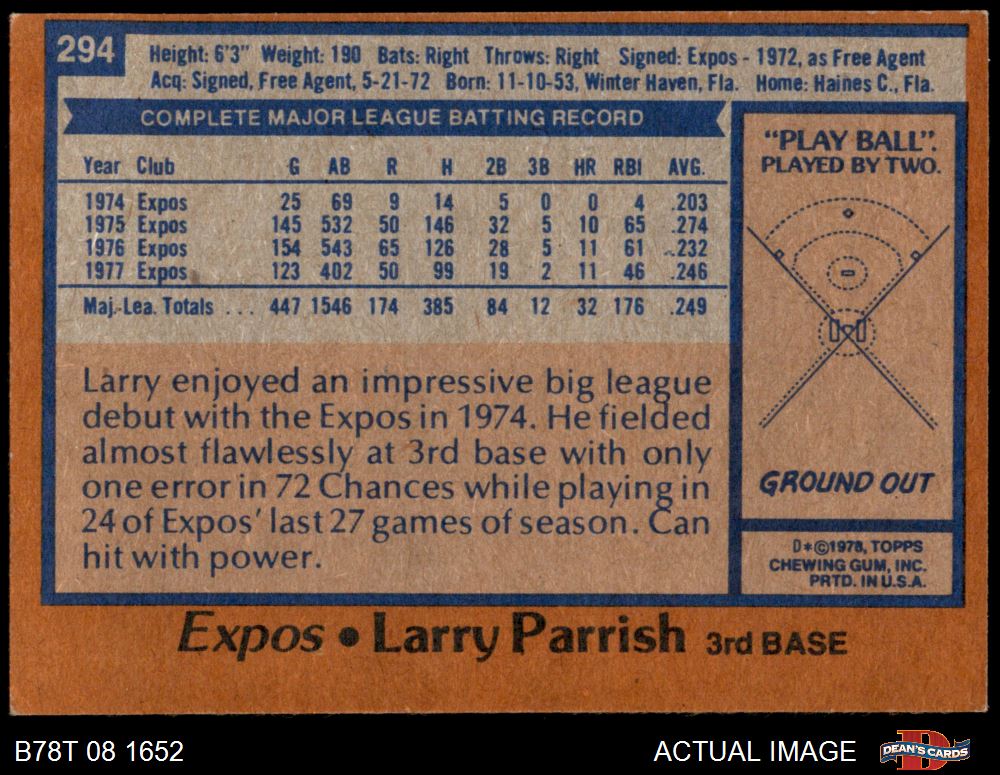 294
Height: 6'3" Weight: 190 Bats: Right Throws: Right Signed: Expos - 1972, as Free Agent
Acq: Signed, Free Agent, 5-21-72 Born: 11-10-53, Winter Haven, Fla. Home: Haines C., Fla.
COMPLETE MAJOR LEAGUE BATTING RECORD
Year Club G AB R H 2B 3B HR RBI AVG.
1974 Expos 25 69 9 14 5 0 0 4 .203
1975 Expos 145 532 50 146 32 5 10 65 .274
1976 Expos 154 543 65 126 28 5 11 61 .232
1977 Expos 123 402 50 99 19 2 11 46 .246
Maj. Lea. Totals . . . 447 1546 174 385 84 12 32 176 .249
Larry enjoyed an impressive big league
debut with the Expos in 1974. He fielded
almost flawlessly at 3rd base with only
one error in 72 Chances while playing in
24 of Expos' last 27 games of season. Can
hit with power.
"PLAY BALL".
PLAYED BY TWO.
GROUND OUT
D*©1978, TOPPS
CHEWING GUM, INC.
PRTD. IN U.S.A.
Expos • Larry Parrish 3rd BASE
B78T 08 1652
ACTUAL IMAGE
D
DEAN'S CARDS